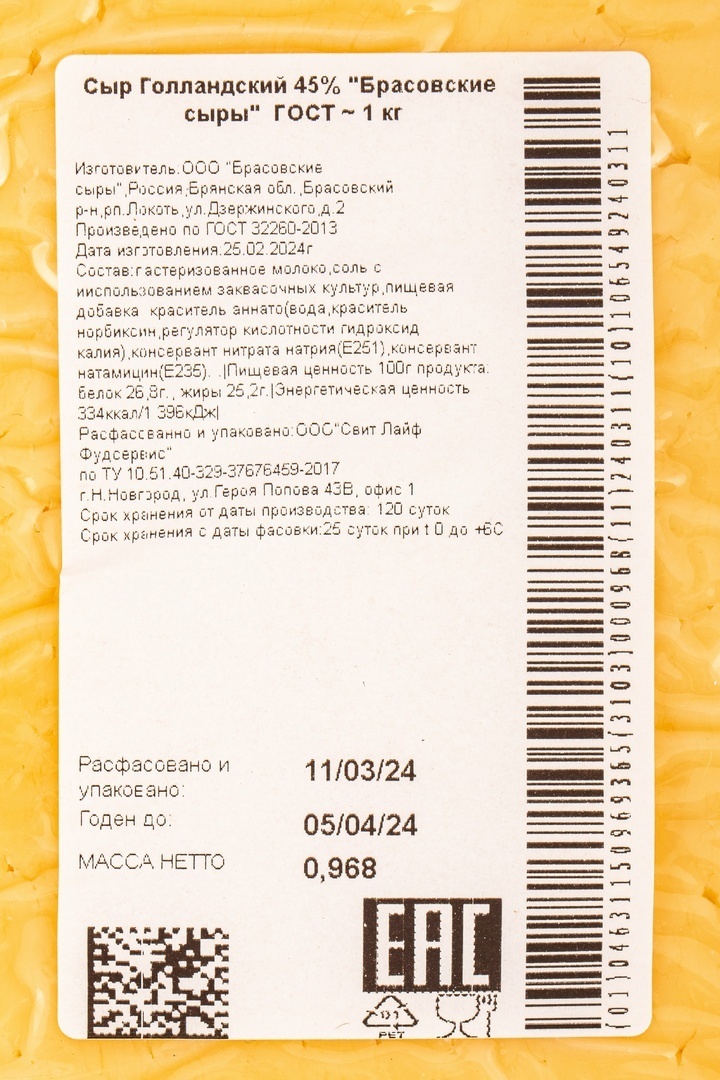 Сыр Голландский 45% "Брасовские
сыры" ГОСТ ~ 1 кг
Изготовитель:ООО "Брасовские
сыры",Россия,Брянская обл.,Брасовский
р-н,рп.Локоть,ул.Дзержинского,д.2
Произведено по ГОСТ 32260-2013
Дата изготовления:25.02.2024г
Состав:пастеризованное молоко,соль с
ииспользованием заквасочных культур,пищевая
добавка краситель аннато(вода,краситель
норбиксин,регулятор кислотности гидроксид
калия),консервант нитрата натрия(Е251),консервант
натамицин(Е235). .|Пищевая ценность 100г продукта:
белок 26,8г., жиры 25,2г.|Энергетическая ценность
334ккал/1 396кДж|
Расфасованно и упаковано:ООО"Свит Лайф
Фудсервис"
по ТУ 10.51.40-329-37676459-2017
г.Н.Новгород, ул.Героя Попова 43В, офис 1
Срок хранения от даты производства: 120 суток
Срок хранения с даты фасовки:25 суток при t 0 до +6С
Расфасовано и
упаковано:
11/03/24
Годен до:
05/04/24
МАССА НЕТТО
0,968
EAC
01
PET
(01)04631150969365(3103)000968(11)240311(10)106549240311